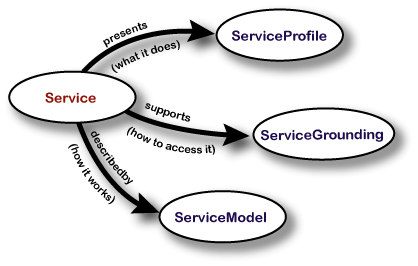 presents
(what it does)
ServiceProfile
Service
supports
(how to access it)
ServiceGrounding
describedby
(how it works)
ServiceModel